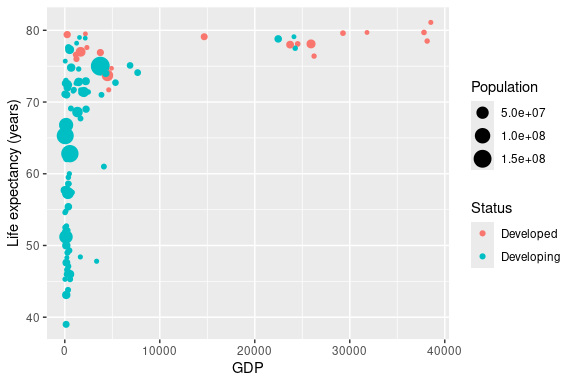 80
70
60
50
40
Life expectancy (years)
0
10000
20000
30000
40000
GDP
Population
5.0e+07
1.0e+08
1.5e+08
Status
Developed
Developing